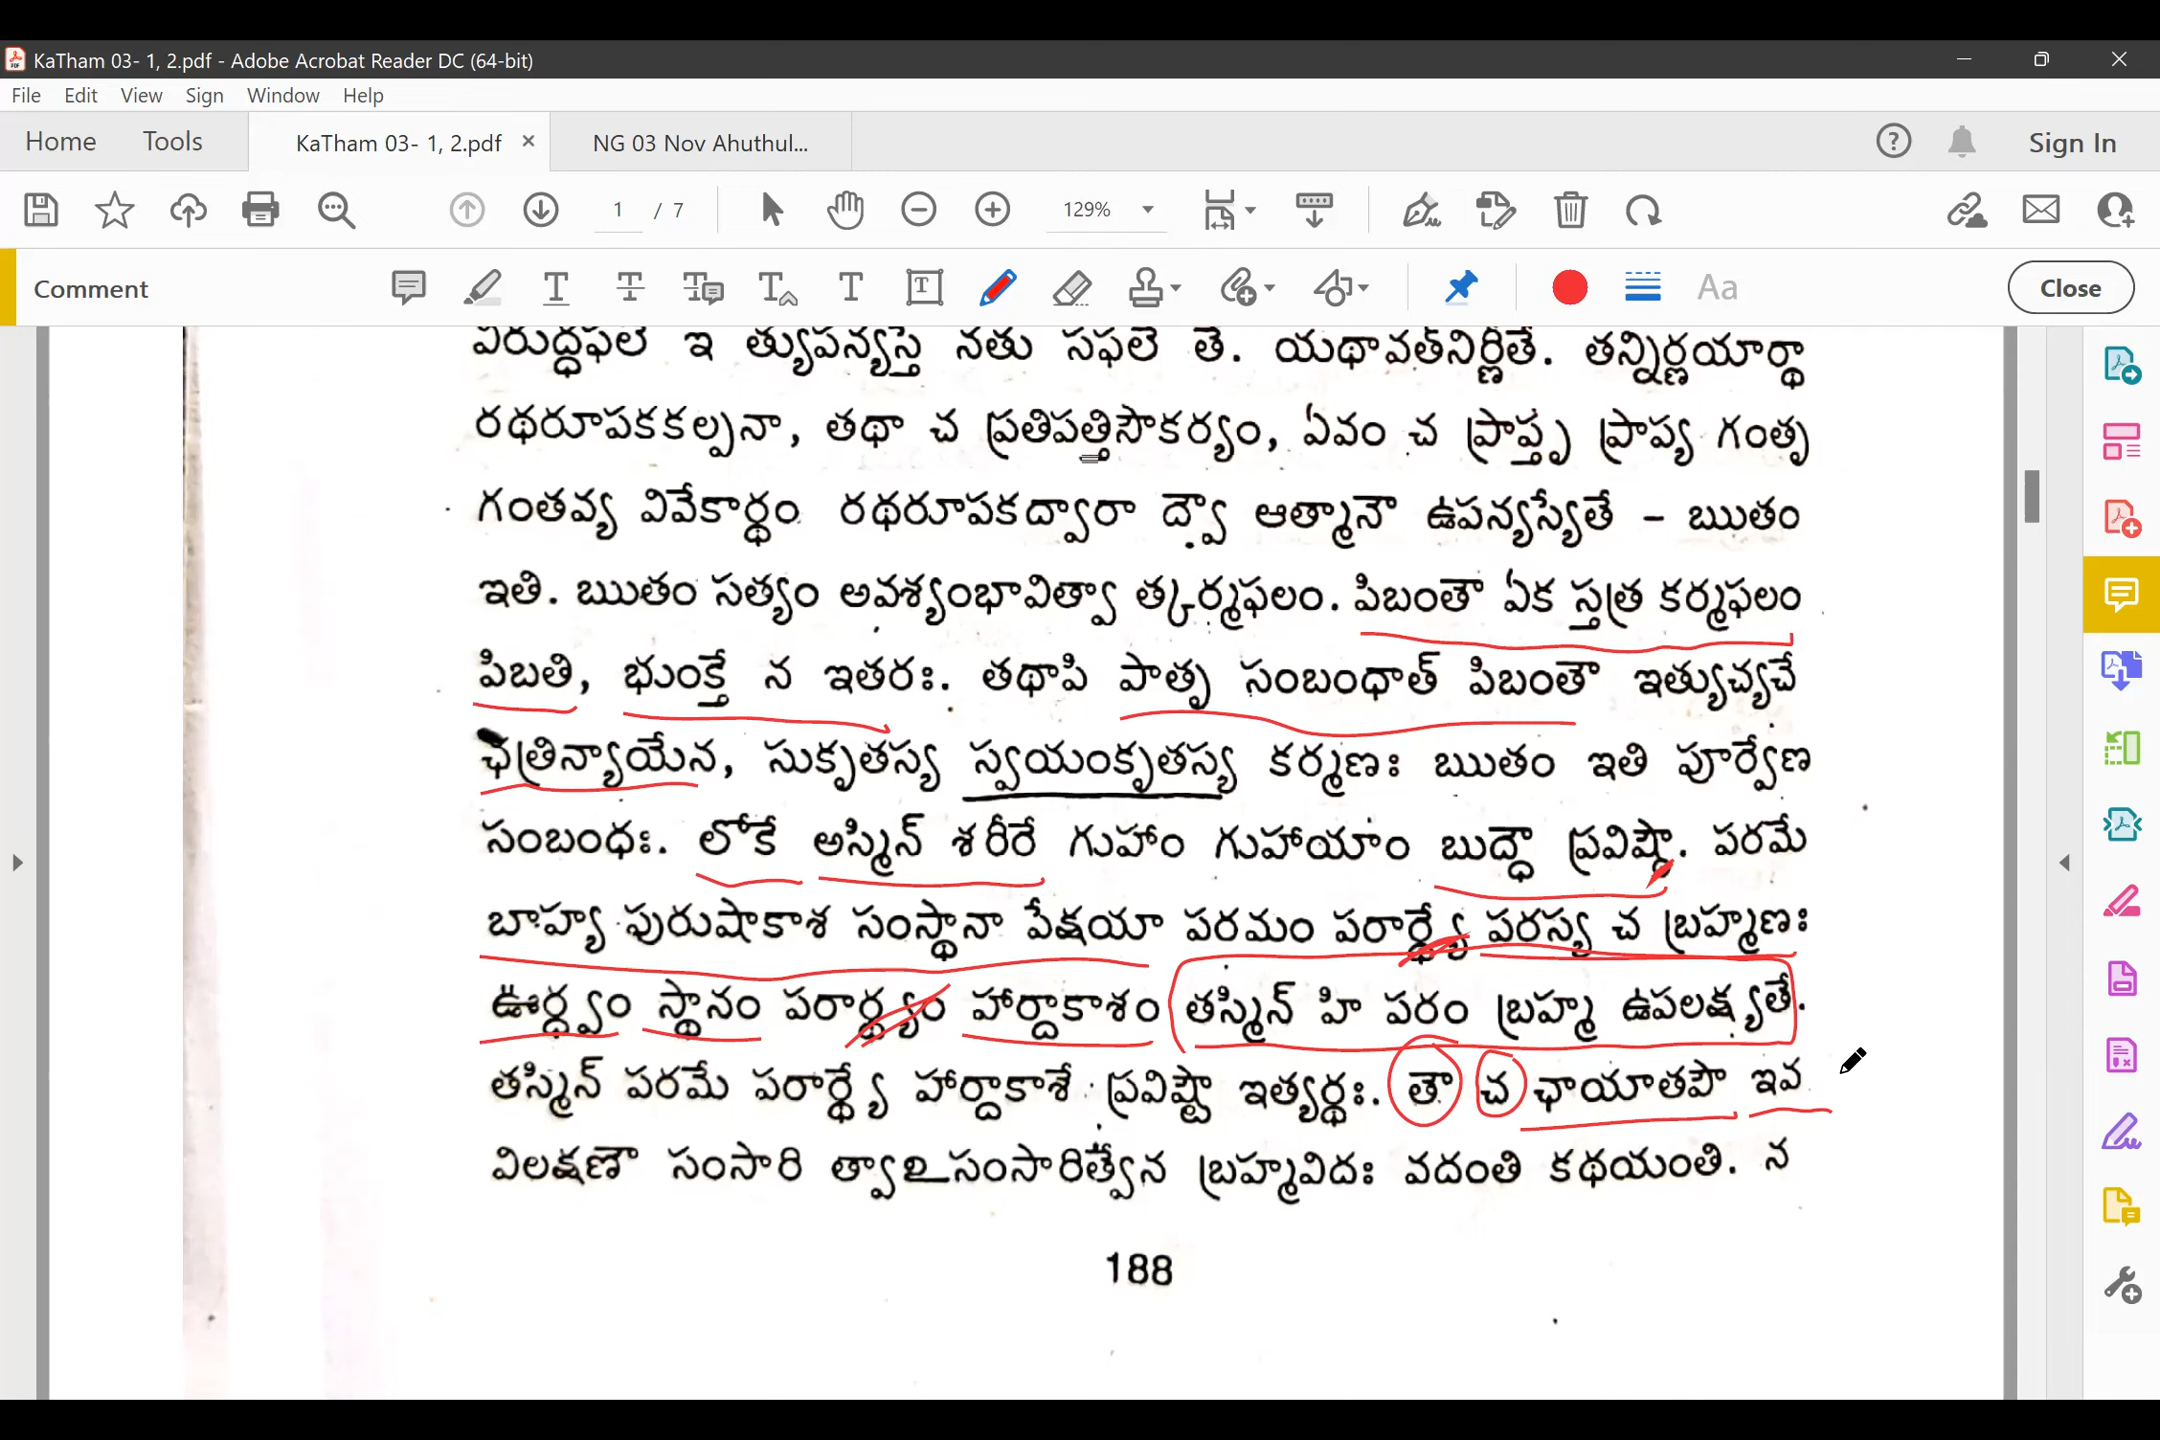 KaTham 03- 1, 2.pdf - Adobe Acrobat Reader DC (64-bit)
File Edit View Sign Window Help
Home Tools KaTham 03- 1, 2.pdf NG 03 Nov Ahuthul... Sign In
1 / 7 129%
Comment Close
విరుద్ధఫలే ఇ త్యుపన్యస్తే నతు సఫలే తే. యథావత్‌నిర్ణీతే. తన్నిర్ణయార్థా
రథరూపకకల్పనా, తథా చ ప్రతిపత్తిసౌకర్యం, ఏవం చ ప్రాప్తృ ప్రాప్య గంతృ
గంతవ్య వివేకార్థం రథరూపకద్వారా ద్వౌ ఆత్మానౌ ఉపన్యస్యేతే – ఋతం
ఇతి. ఋతం సత్యం అవశ్యంభావిత్వా త్కర్మఫలం. పిబంతౌ ఏక స్తత్ర కర్మఫలం
పిబతి, భుంక్తే న ఇతరః. తథాపి పాతృ సంబంధాత్ పిబంతౌ ఇత్యుచ్యచే
ఛత్రిన్యాయేన, సుకృతస్య స్వయంకృతస్య కర్మణః ఋతం ఇతి పూర్వేణ
సంబంధః. లోకే అస్మిన్ శరీరే గుహాం గుహాయాం బుద్ధౌ ప్రవిష్టౌ. పరమే
బాహ్య పురుషాకాశ సంస్థానా పేక్షయా పరమం పరార్ధ్యే పరస్య చ బ్రహ్మణః
ఊర్ధ్వం స్థానం పరార్ధ్యం హార్దాకాశం తస్మిన్ హి పరం బ్రహ్మ ఉపలక్ష్యతే.
తస్మిన్ పరమే పరార్థ్యే హార్దాకాశే ప్రవిష్టౌ ఇత్యర్థః. తౌ చ ఛాయాతపౌ ఇవ
విలక్షణౌ సంసారి త్వాఽసంసారిత్వేన బ్రహ్మవిదః వదంతి కథయంతి. న
188